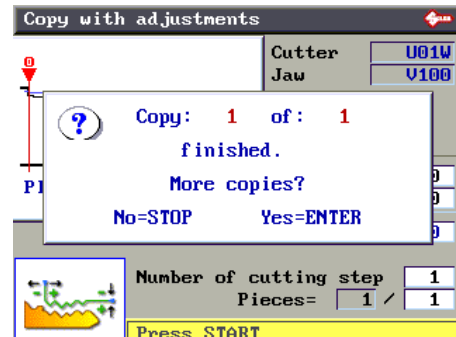 Copy with adjustments
0
Cutter U01W
Jaw V100
? Copy: 1 of: 1
finished.
More copies?
No=STOP Yes=ENTER
Number of cutting step 1
Pieces= 1 / 1
Press START